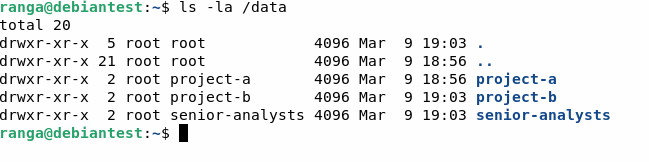 ranga@debiantest:~$ ls -la /data
total 20
drwxr-xr-x  5 root root            4096 Mar  9 19:03 .
drwxr-xr-x 21 root root            4096 Mar  9 18:56 ..
drwxr-xr-x  2 root project-a       4096 Mar  9 18:56 project-a
drwxr-xr-x  2 root project-b       4096 Mar  9 19:03 project-b
drwxr-xr-x  2 root senior-analysts 4096 Mar  9 19:03 senior-analysts
ranga@debiantest:~$